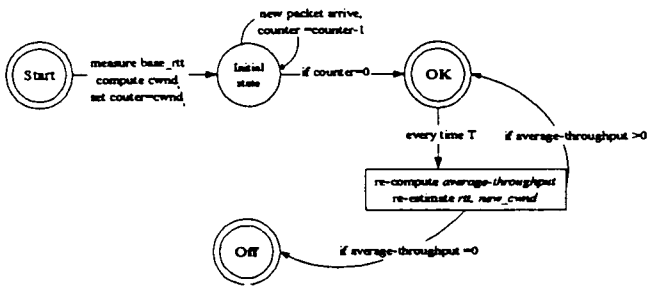 new packet arrive,
counter =counter-1
Start
measure base_rtt
compute cwnd,
set couter=cwnd,
Initial
state
if counter=0
OK
every time T
if average-throughput >0
re-compute average-throughput
re-estimate rtt, new_cwnd
Off
if average-throughput =0